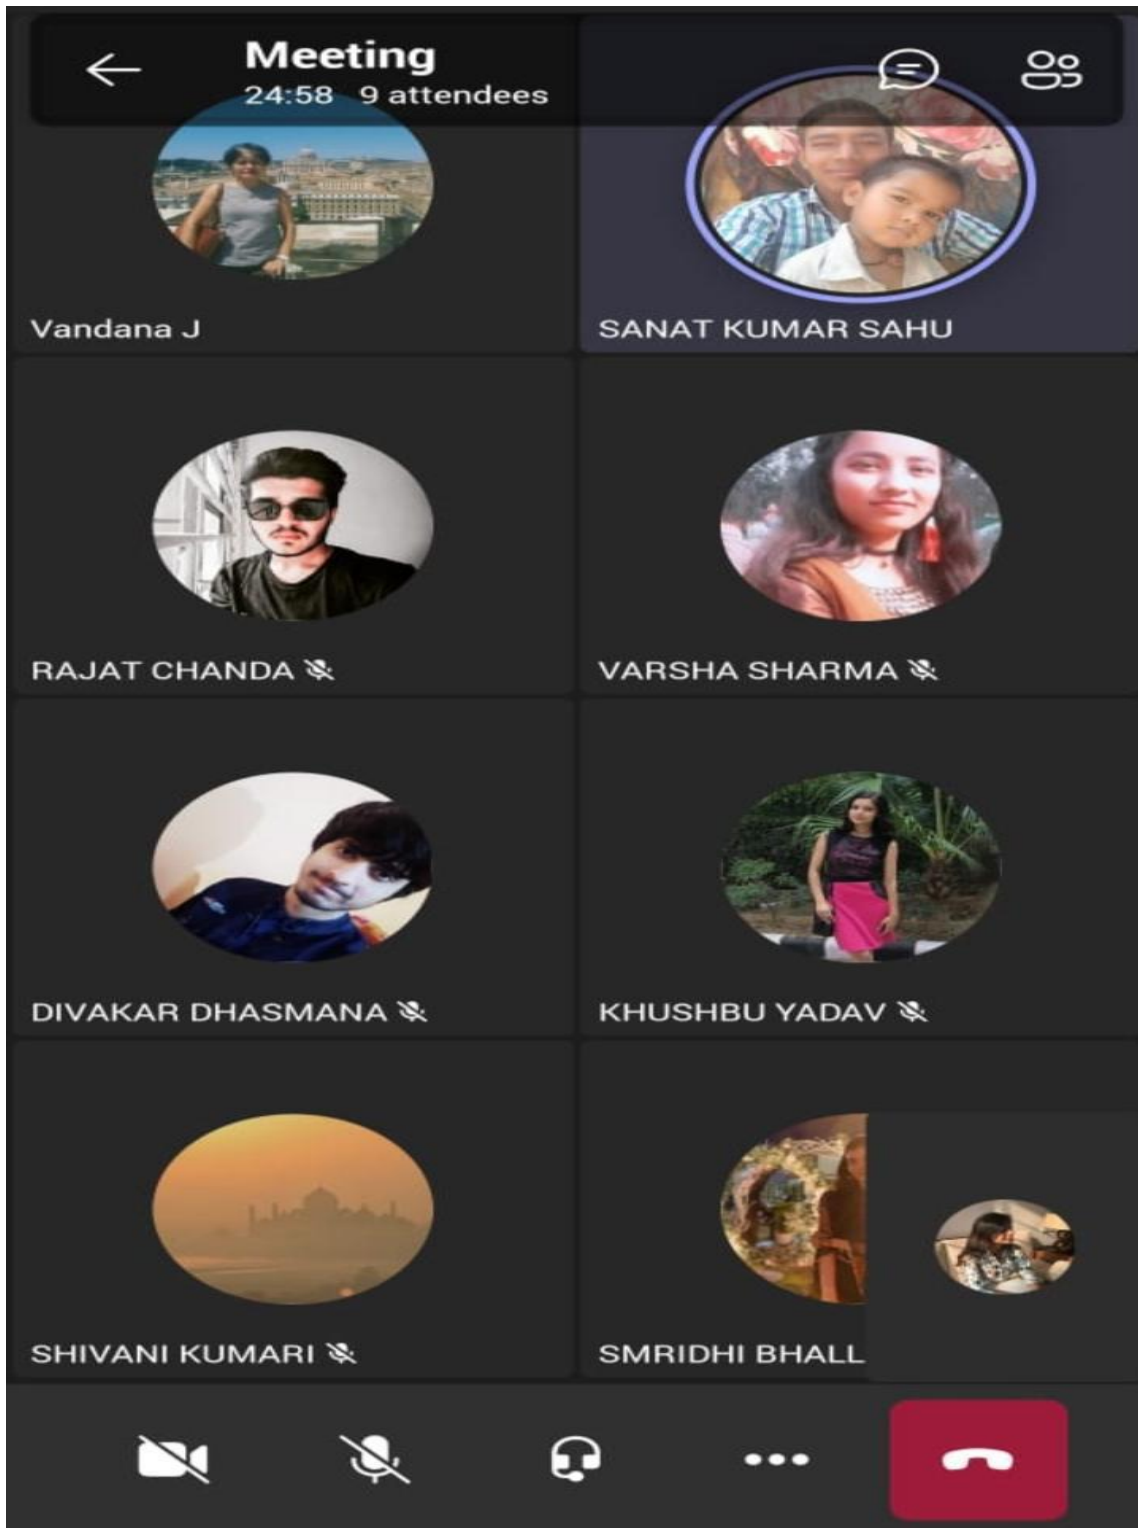 Meeting
24:58 9 attendees
Vandana J
SANAT KUMAR SAHU
RAJAT CHANDA
VARSHA SHARMA
DIVAKAR DHASMANA
KHUSHBU YADAV
SHIVANI KUMARI
SMRIDHI BHALL